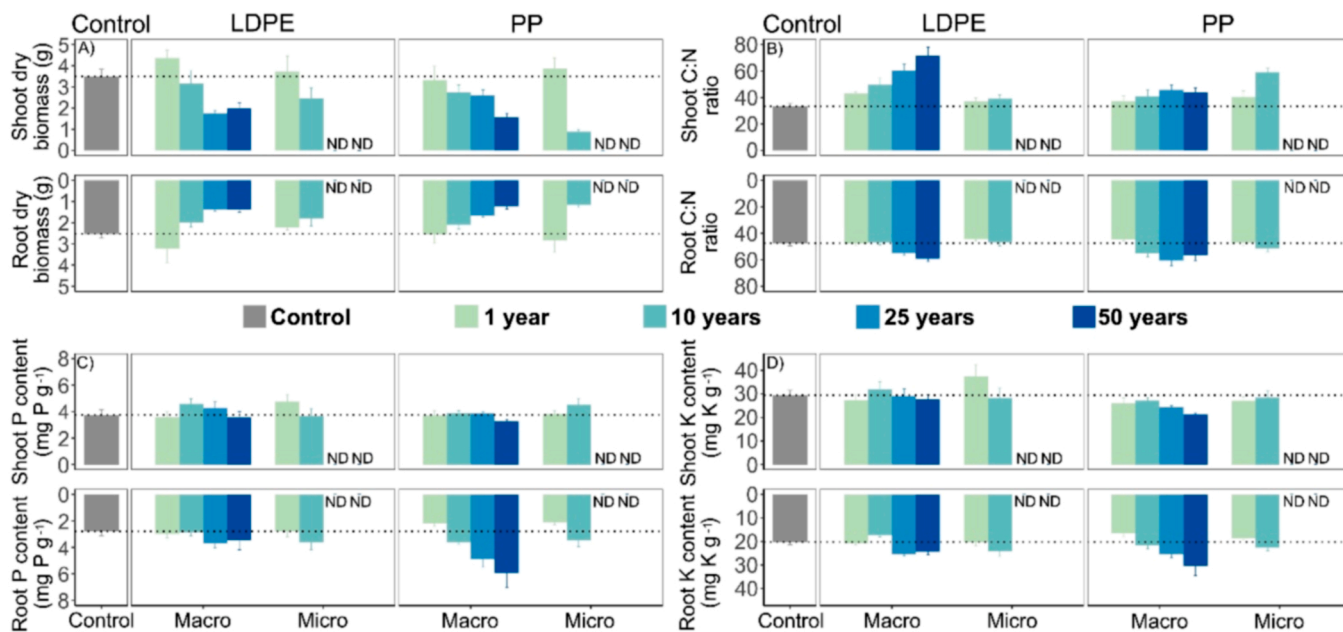 Control LDPE PP
A)
Shoot dry
biomass (g)
5
4
3
2
1
0
ND ND
ND ND
Root dry
biomass (g)
0
1
2
3
4
5
ND ND
ND ND
LDPE PP
B)
Shoot C:N
ratio
80
60
40
20
0
ND ND
ND ND
Root C:N
ratio
0
20
40
60
80
ND ND
ND ND
Control 1 year 10 years 25 years 50 years
C)
Shoot P content
(mg P g⁻¹)
8
6
4
2
0
ND ND
ND ND
Root P content
(mg P g⁻¹)
0
2
4
6
8
ND ND
ND ND
Control Macro Micro Macro Micro
D)
Shoot K content
(mg K g⁻¹)
40
30
20
10
0
ND ND
ND ND
Root K content
(mg K g⁻¹)
0
10
20
30
40
ND ND
ND ND
Control Macro Micro Macro Micro